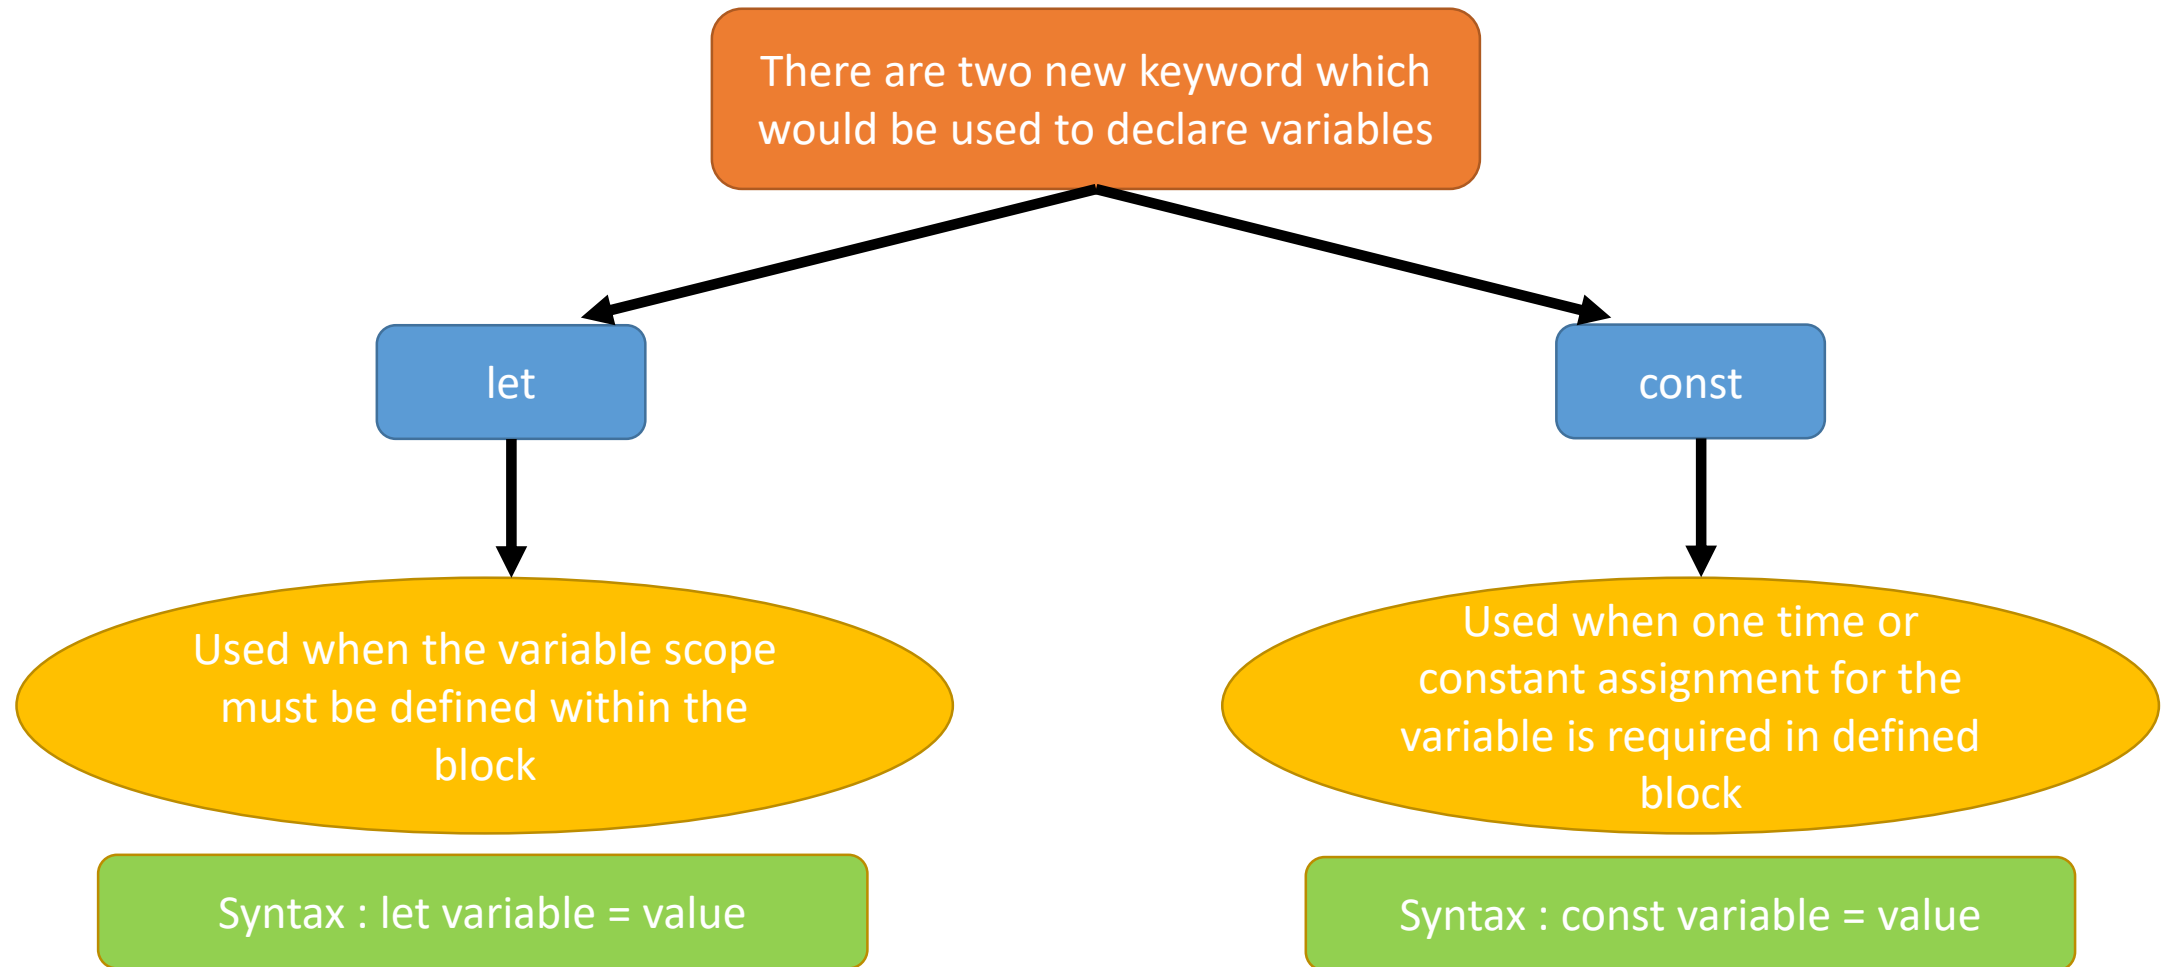 There are two new keyword which
would be used to declare variables
let
const
Used when the variable scope
must be defined within the
block
Used when one time or
constant assignment for the
variable is required in defined
block
Syntax : let variable = value
Syntax : const variable = value